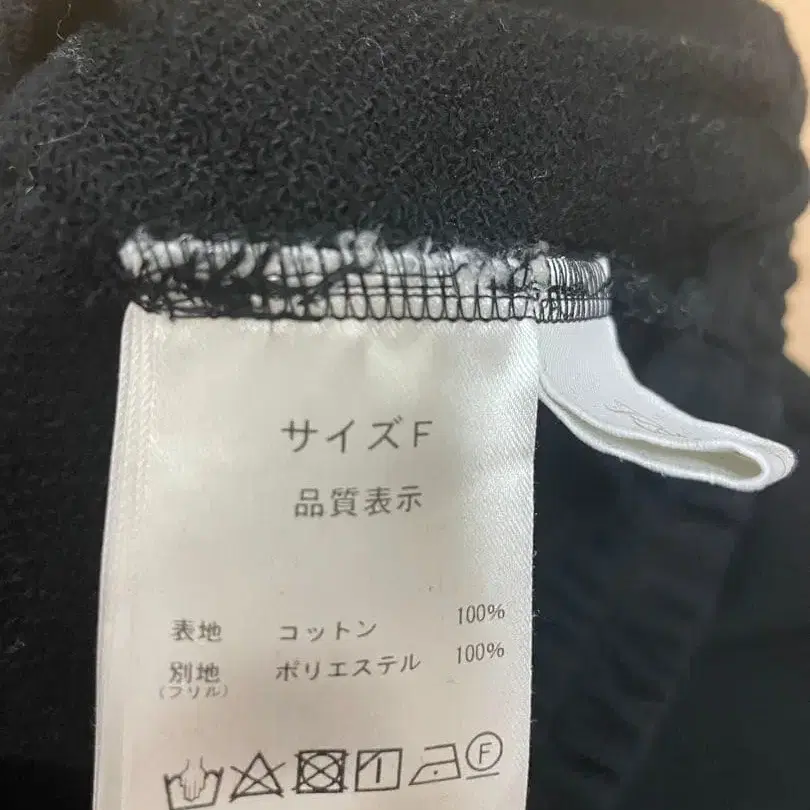 サイズF
品質表示
表地 コットン 100%
別地 ポリエステル 100%
(フリル)
F